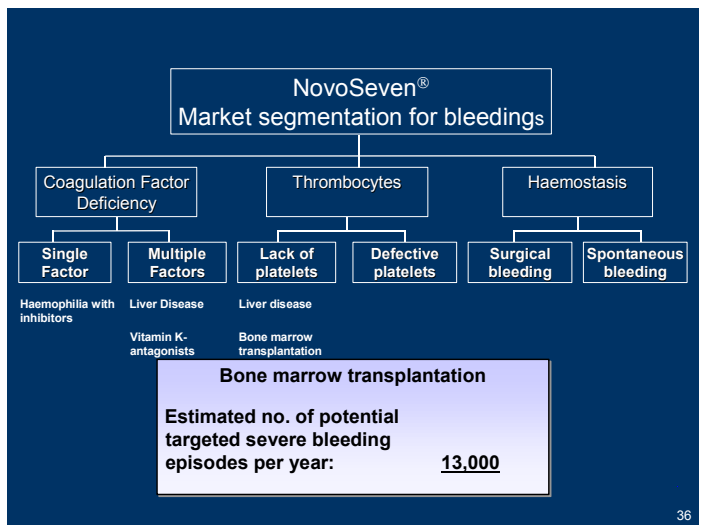 NovoSeven®
Market segmentation for bleedings
Coagulation Factor
Deficiency
Thrombocytes
Haemostasis
Single
Factor
Multiple
Factors
Lack of
platelets
Defective
platelets
Surgical
bleeding
Spontaneous
bleeding
Haemophilia with
inhibitors
Liver Disease
Vitamin K-
antagonists
Liver disease
Bone marrow
transplantation
Bone marrow transplantation
Estimated no. of potential
targeted severe bleeding
episodes per year: 13,000
36